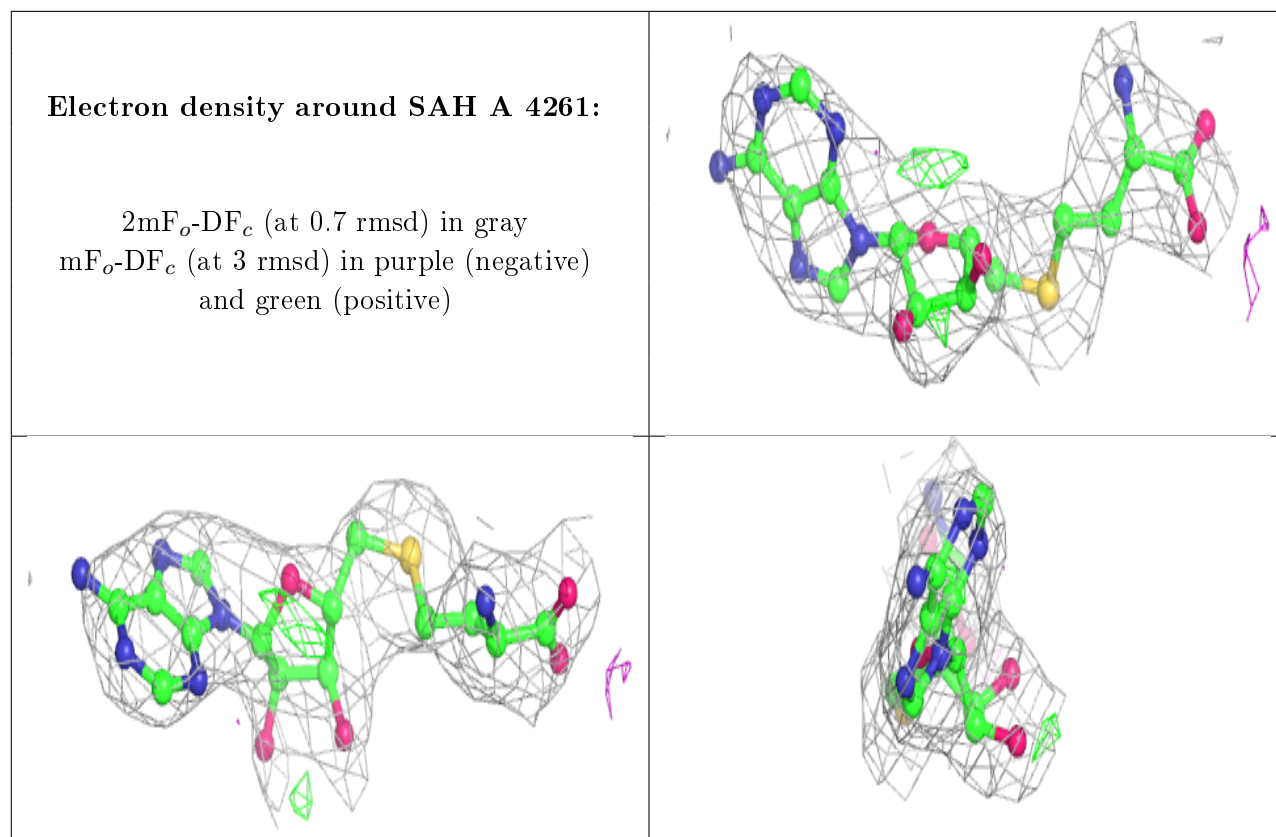 Electron density around SAH A 4261:
2mFo-DFc (at 0.7 rmsd) in gray
mFo-DFc (at 3 rmsd) in purple (negative)
and green (positive)